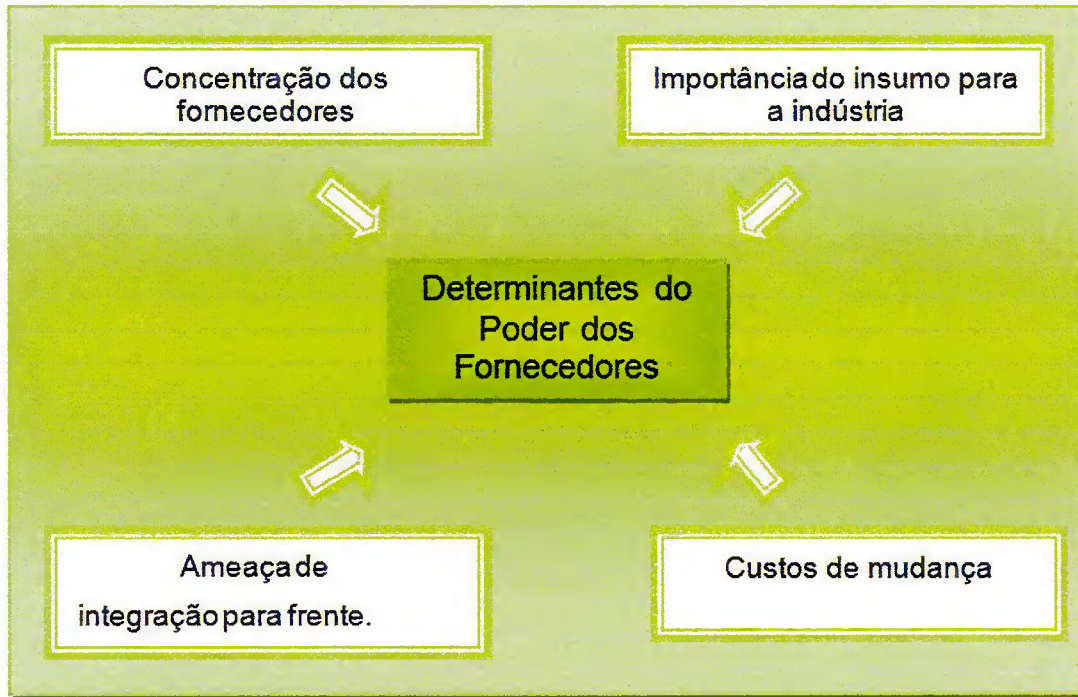 Concentração dos
fornecedores
Importância do insumo para
a indústria
Determinantes do
Poder dos
Fornecedores
Ameaça de
integração para frente.
Custos de mudança